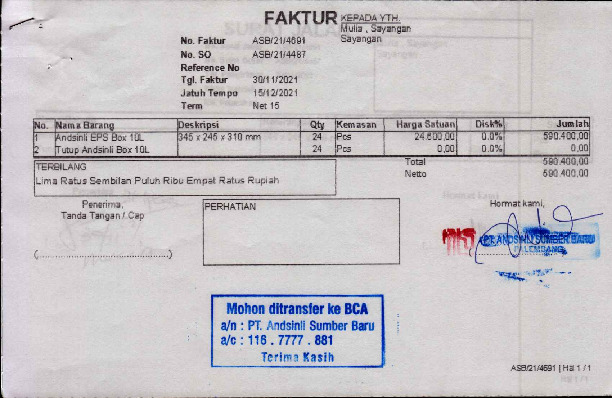 FAKTUR
KEPADA YTH.
Mulia , Sayangan
Sayangan
No. Faktur ASB/21/4691
No. SO ASB/21/4487
Reference No
Tgl. Faktur 30/11/2021
Jatuh Tempo 15/12/2021
Term Net 15
No. Nama Barang Deskripsi Qty Kemasan Harga Satuan Disk% Jumlah
1 Andsinli EPS Box 10L 345 x 245 x 310 mm 24 Pcs 24.600,00 0.0% 590.400,00
2 Tutup Andsinli Box 10L 24 Pcs 0,00 0.0% 0,00
TERBILANG
Lima Ratus Sembilan Puluh Ribu Empat Ratus Rupiah
Total 590.400,00
Netto 590.400,00
Penerima,
Tanda Tangan / Cap
(....................................)
PERHATIAN
Hormat kami,
PT. ANDSINLI SUMBER BARU
PALEMBANG
Mohon ditransfer ke BCA
a/n : PT. Andsinli Sumber Baru
a/c : 116 . 7777 . 881
Terima Kasih
ASB/21/4691 | Hal 1 / 1